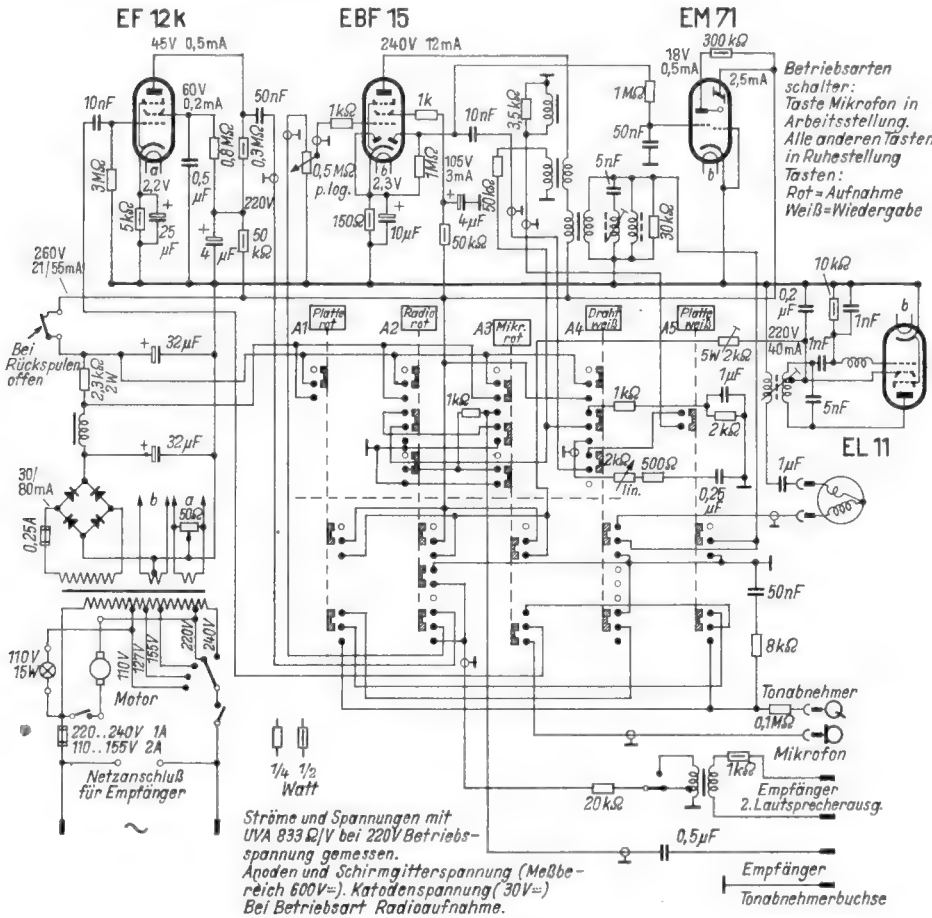 EF 12k
EBF 15
EM 71
45V 0,5mA
240V 12mA
18V
0,5mA
300kΩ
2,5mA
Betriebsarten
schalter:
Taste Mikrofon in
Arbeitsstellung.
Alle anderen Tasten
in Ruhestellung
Tasten:
Rot=Aufnahme
Weiß=Wiedergabe
10nF
60V
0,2mA
50nF
1kΩ
1k
10nF
3,5kΩ
1MΩ
50nF
3MΩ
a
2,2V
5kΩ
25
µF
0,5
µF
0,8MΩ
0,3MΩ
220V
4
µF
50
kΩ
0,5MΩ
p.log.
b
2,3V
150Ω
10µF
1MΩ
105V
3mA
4µF
50kΩ
50kΩ
5nF
30kΩ
b
260V
21/55mA
Bei
Rückspulen
offen
32µF
2,3kΩ
2W
32µF
30/
80mA
0,25A
b
a
50Ω
A1
Platte
rot
A2
Radio
rot
A3
Mikr.
rot
A4
Draht
weiß
A5
Platte
weiß
0,2
µF
10kΩ
1nF
220V
40mA
1nF
5nF
b
EL 11
5W 2kΩ
1µF
2kΩ
1kΩ
1kΩ
2kΩ
lin.
500Ω
0,25
µF
1µF
50nF
8kΩ
110V
15W
Motor
110V
127V
155V
220V
240V
220..240V 1A
110..155V 2A
Netzanschluß
für Empfänger
~
1/4
1/2
Watt
Tonabnehmer
0,1MΩ
Mikrofon
20kΩ
1kΩ
Empfänger
2.Lautsprecherausg.
0,5µF
Empfänger
Tonabnehmerbuchse
Ströme und Spannungen mit
UVA 833 Ω/V bei 220V Betriebs-
spannung gemessen.
Anoden und Schirmgitterspannung (Meßbe-
reich 600V=). Katodenspannung (30V=)
Bei Betriebsart Radioaufnahme.